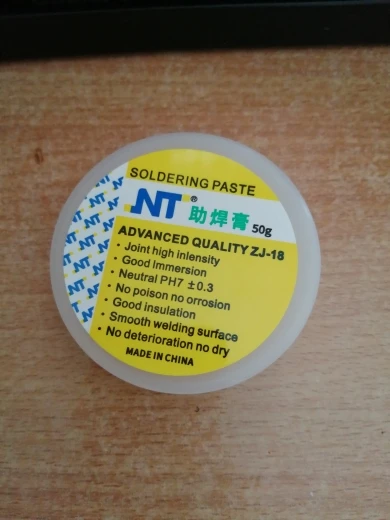 SOLDERING PASTE
NT® 助焊膏 50g
ADVANCED QUALITY ZJ-18
• Joint high inlensity
• Good Immersion
• Neutral PH7 ±0.3
• No poison no orrosion
• Good insulation
• Smooth welding surface
• No deterioration no dry
MADE IN CHINA